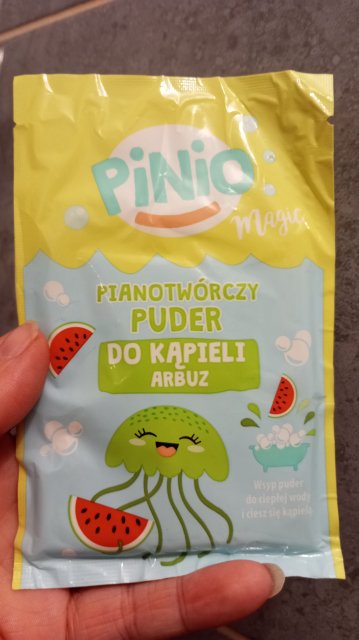 PiNiO
Magic
PIANOTWÓRCZY
PUDER
DO KĄPIELI
ARBUZ
Wsyp puder
do ciepłej wody
i ciesz się kąpielą